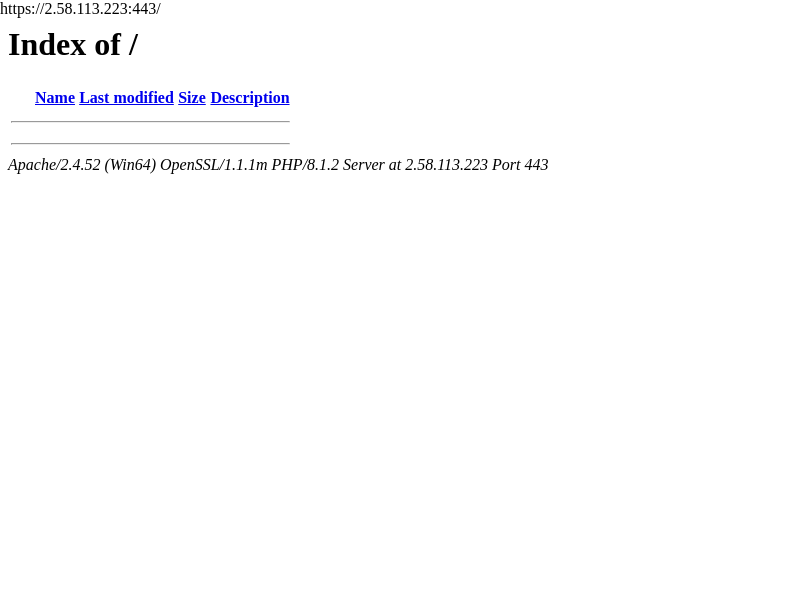 https://2.58.113.223:443/
Index of /
Name Last modified Size Description
Apache/2.4.52 (Win64) OpenSSL/1.1.1m PHP/8.1.2 Server at 2.58.113.223 Port 443